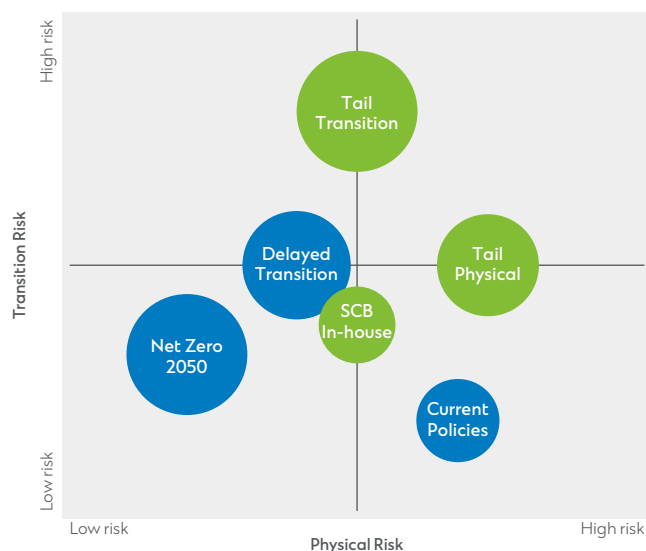 High risk
Tail
Transition
Delayed
Transition
Tail
Physical
Transition Risk
SCB
In-house
Net Zero
2050
Current
Policies
Low risk
Low risk
High risk
Physical Risk